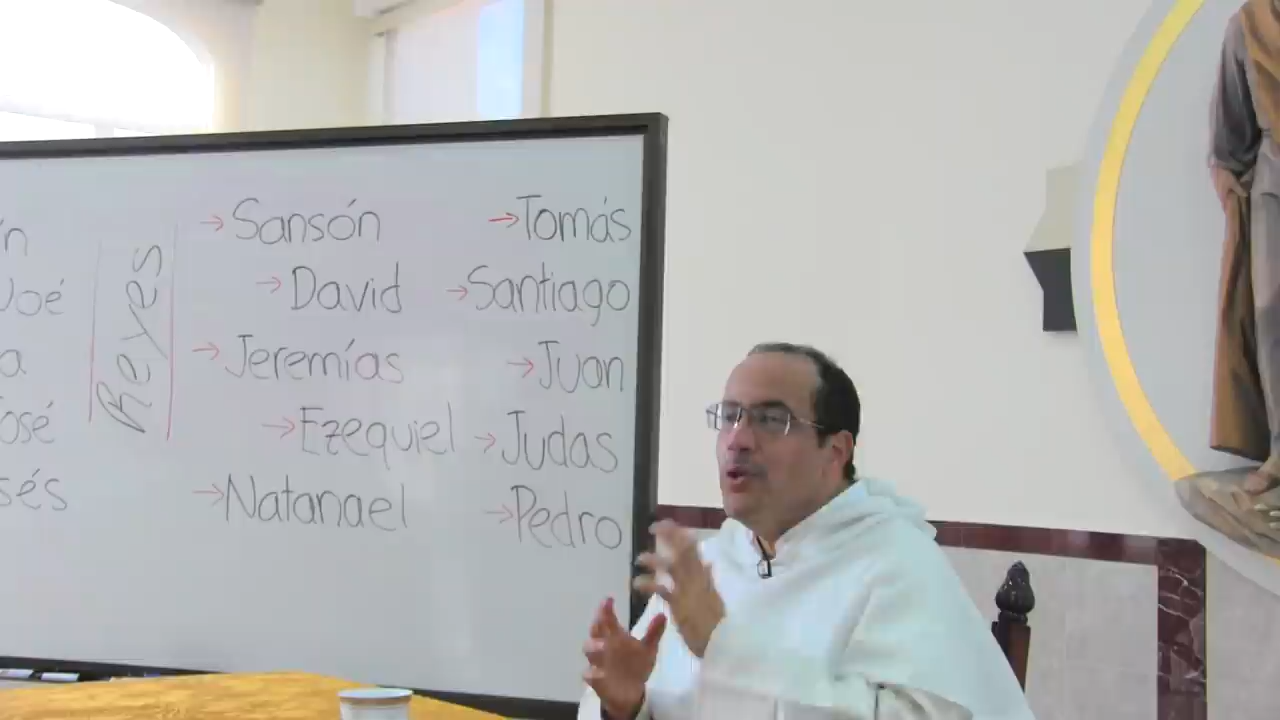 Reyes
Sansón
Tomás
David
Santiago
Jeremías
Juan
Ezequiel
Judas
Natanael
Pedro